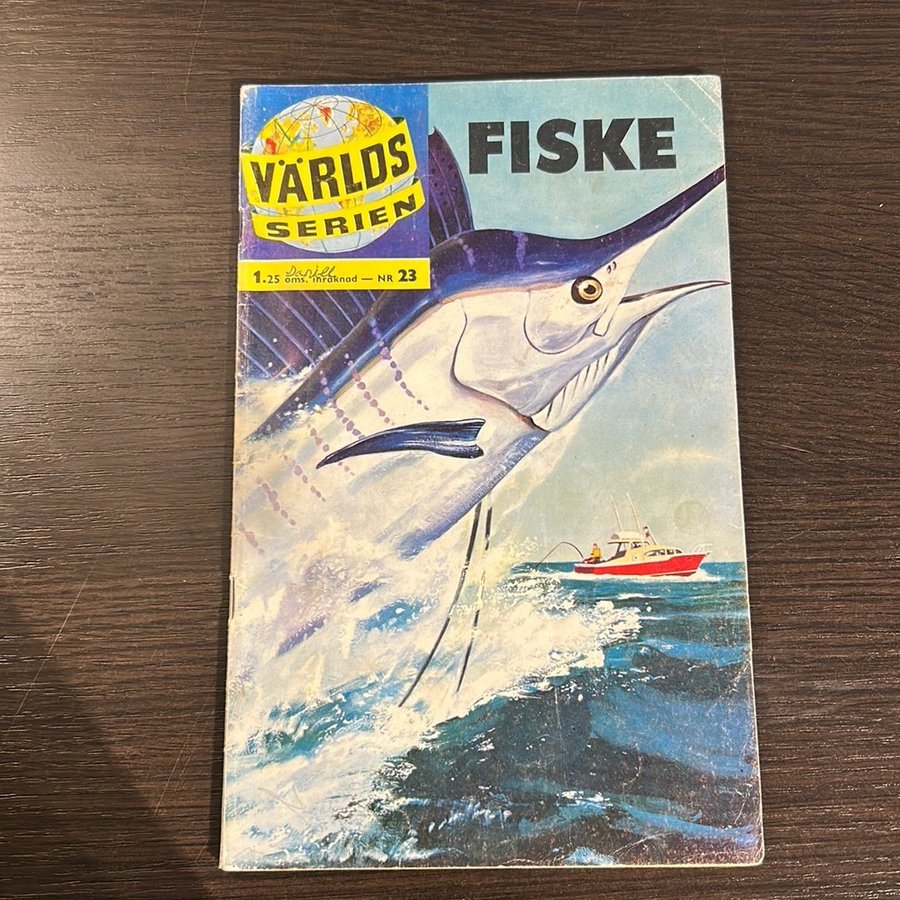 VÄRLDS
SERIEN
1.25 oms. inräknad — NR 23
FISKE